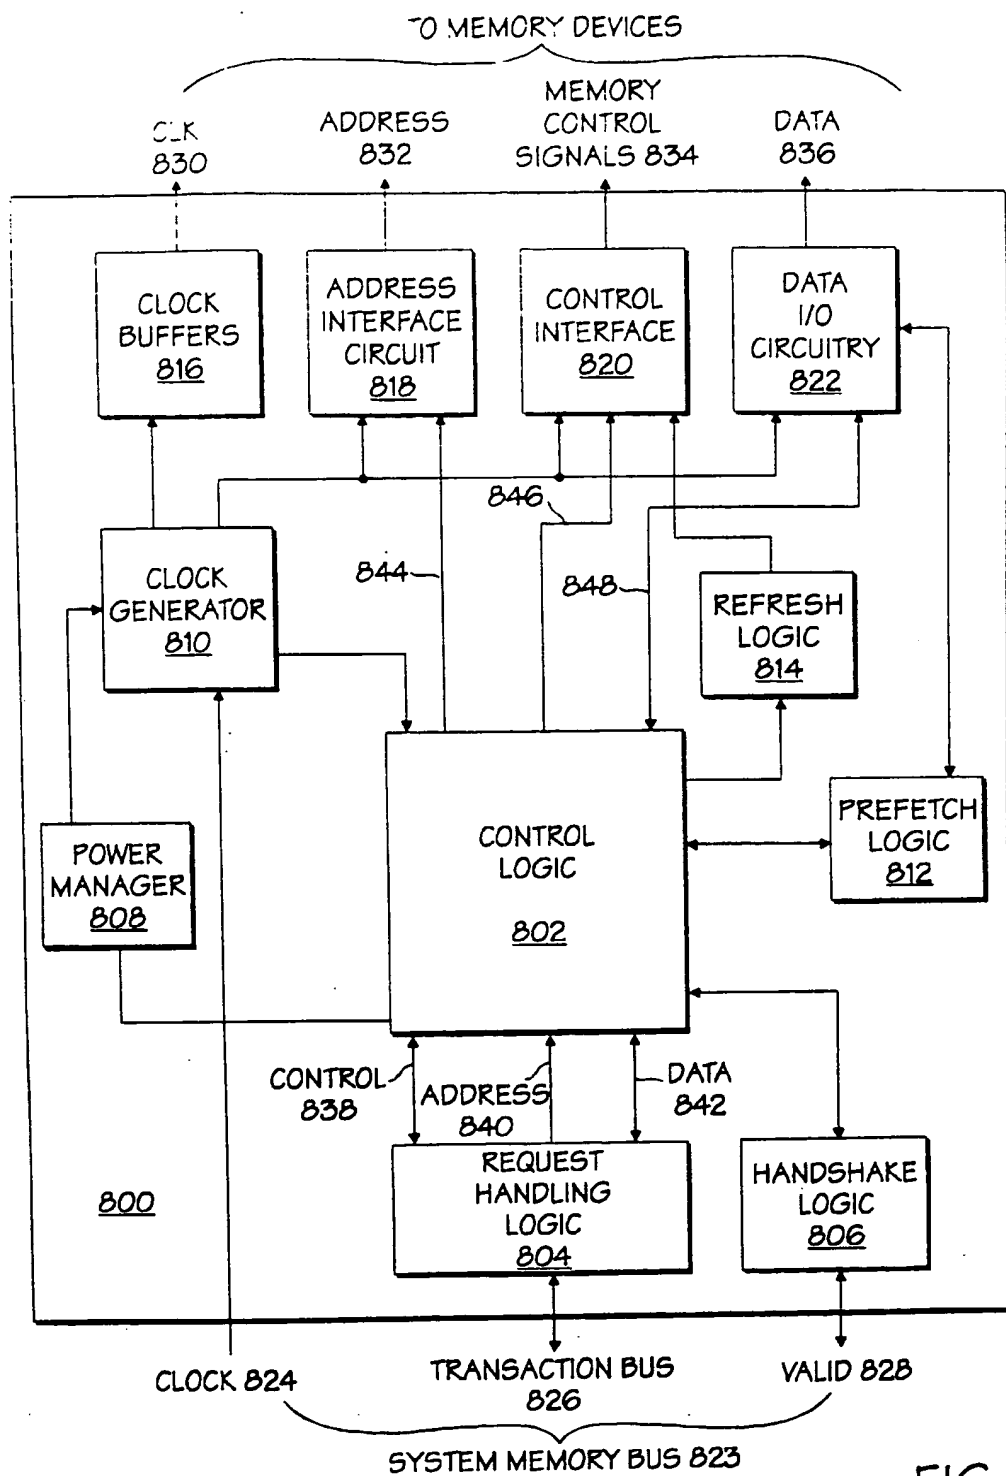 TO MEMORY DEVICES
CLK
830
ADDRESS
832
MEMORY
CONTROL
SIGNALS 834
DATA
836
CLOCK
BUFFERS
816
ADDRESS
INTERFACE
CIRCUIT
818
CONTROL
INTERFACE
820
DATA
I/O
CIRCUITRY
822
846
844
848
CLOCK
GENERATOR
810
REFRESH
LOGIC
814
POWER
MANAGER
808
CONTROL
LOGIC
802
PREFETCH
LOGIC
812
CONTROL
838
ADDRESS
840
DATA
842
800
REQUEST
HANDLING
LOGIC
804
HANDSHAKE
LOGIC
806
CLOCK 824
TRANSACTION BUS
826
VALID 828
SYSTEM MEMORY BUS 823
FIG